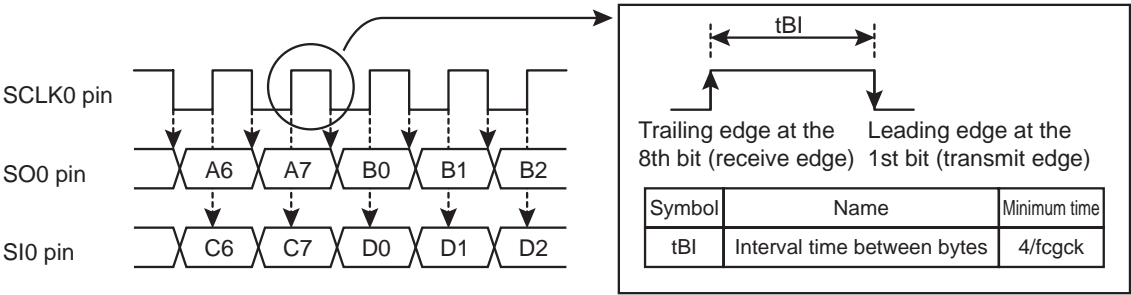 SCLK0 pin
SO0 pin
A6 A7 B0 B1 B2
SI0 pin
C6 C7 D0 D1 D2
tBI
Trailing edge at the
8th bit (receive edge)
Leading edge at the
1st bit (transmit edge)
Symbol Name Minimum time
tBI Interval time between bytes 4/fcgck